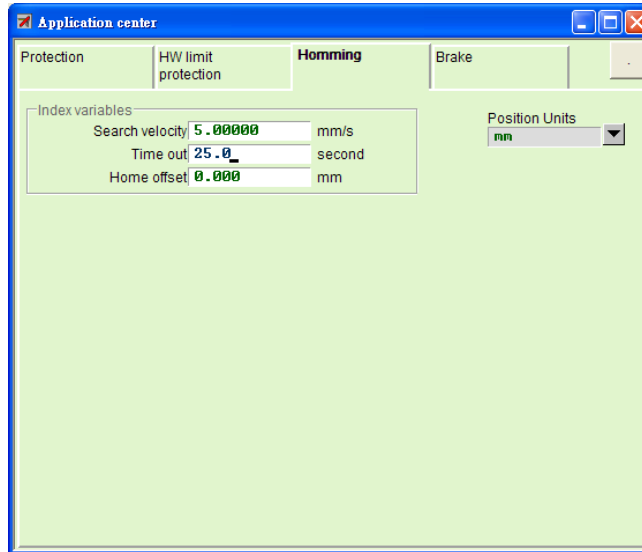 Application center
Protection
HW limit
protection
Homming
Brake
.
Index variables
Search velocity 5.00000 mm/s
Time out 25.0 second
Home offset 0.000 mm
Position Units
mm